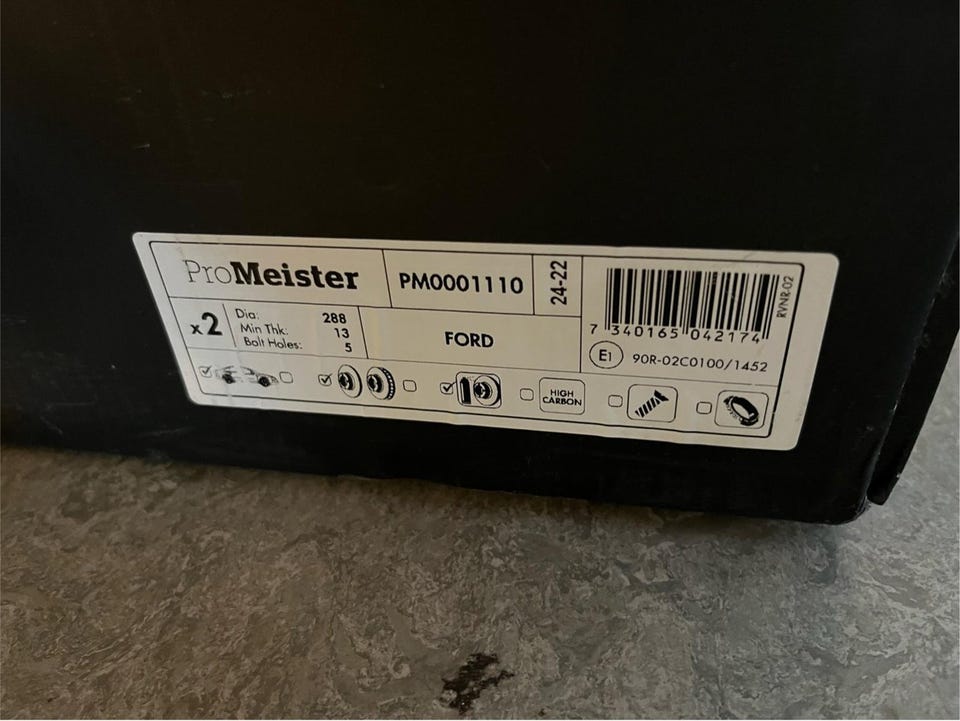 ProMeister
PM0001110
24-22
x2
Dia: 288
Min Thk: 13
Bolt Holes: 5
FORD
7 340165 042174
RVNR-02
E1 90R-02C0100/1452
HIGH
CARBON